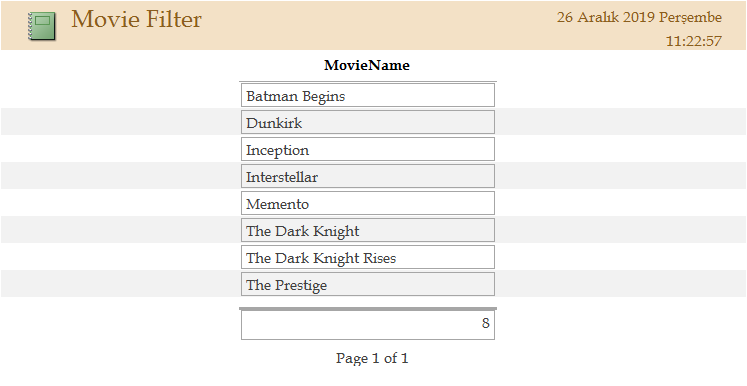 Movie Filter
26 Aralık 2019 Perşembe
11:22:57
MovieName
Batman Begins
Dunkirk
Inception
Interstellar
Memento
The Dark Knight
The Dark Knight Rises
The Prestige
8
Page 1 of 1